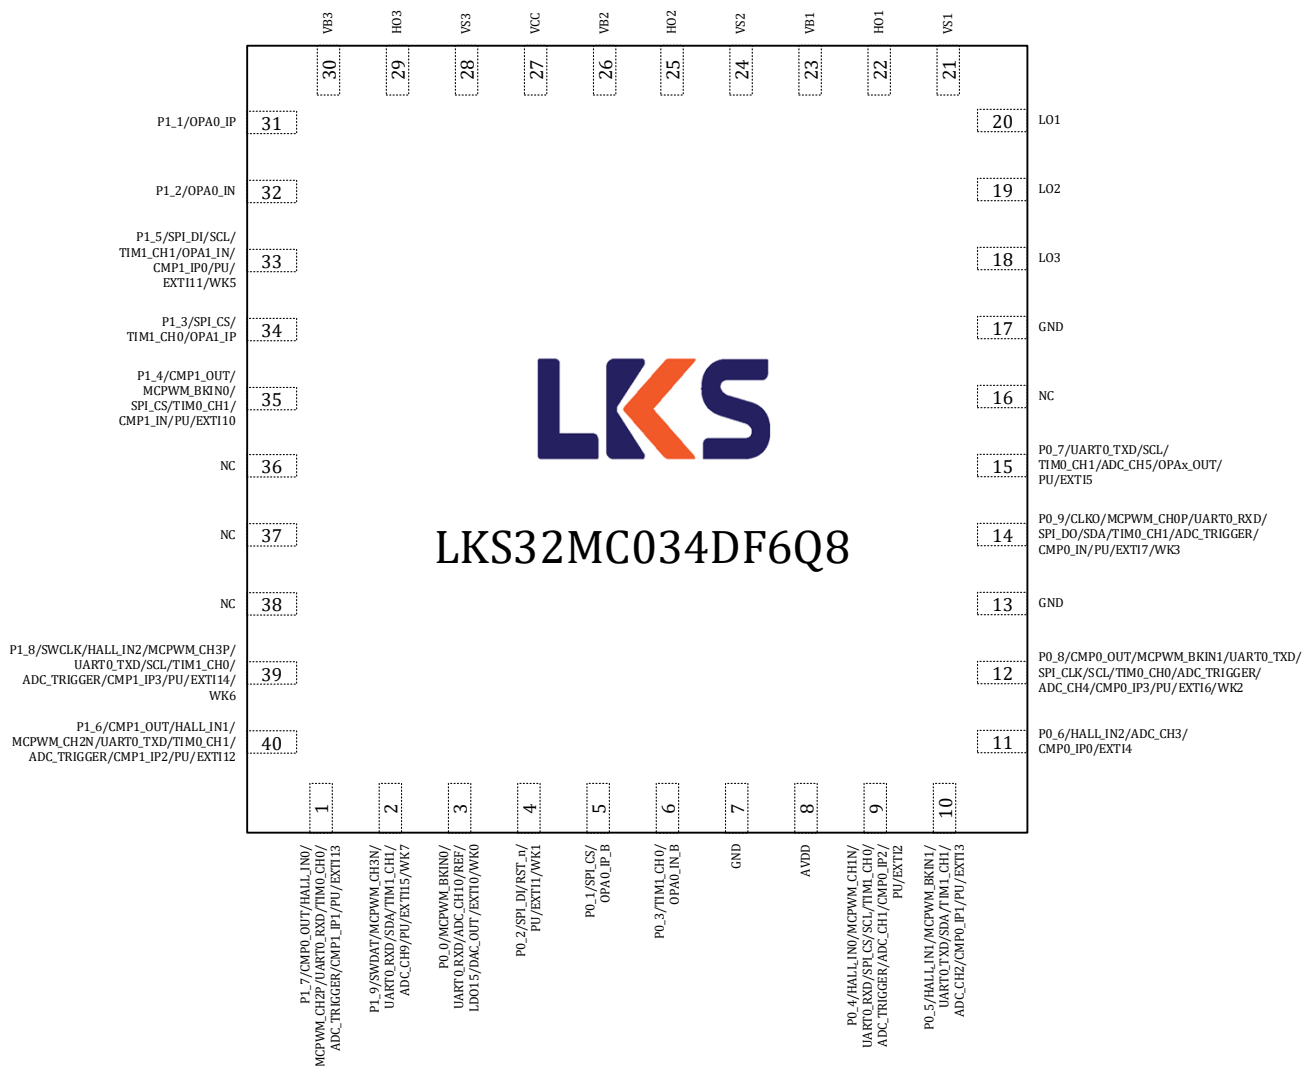 VB3
HO3
VS3
VCC
VB2
HO2
VS2
VB1
HO1
VS1
30
29
28
27
26
25
24
23
22
21
P1_1/OPA0_IP
31
P1_2/OPA0_IN
32
P1_5/SPI_DI/SCL/
TIM1_CH1/OPA1_IN/
CMP1_IP0/PU/
EXTI11/WK5
33
P1_3/SPI_CS/
TIM1_CH0/OPA1_IP
34
P1_4/CMP1_OUT/
MCPWM_BKIN0/
SPI_CS/TIM0_CH1/
CMP1_IN/PU/EXTI10
35
NC
36
NC
37
NC
38
P1_8/SWCLK/HALL_IN2/MCPWM_CH3P/
UART0_TXD/SCL/TIM1_CH0/
ADC_TRIGGER/CMP1_IP3/PU/EXTI14/
WK6
39
P1_6/CMP1_OUT/HALL_IN1/
MCPWM_CH2N/UART0_TXD/TIM0_CH1/
ADC_TRIGGER/CMP1_IP2/PU/EXTI12
40
LKS
LKS32MC034DF6Q8
20
LO1
19
LO2
18
LO3
17
GND
16
NC
15
P0_7/UART0_TXD/SCL/
TIM0_CH1/ADC_CH5/OPAx_OUT/
PU/EXTI5
14
P0_9/CLKO/MCPWM_CH0P/UART0_RXD/
SPI_DO/SDA/TIM0_CH1/ADC_TRIGGER/
CMP0_IN/PU/EXTI7/WK3
13
GND
12
P0_8/CMP0_OUT/MCPWM_BKIN1/UART0_TXD/
SPI_CLK/SCL/TIM0_CH0/ADC_TRIGGER/
ADC_CH4/CMP0_IP3/PU/EXTI6/WK2
11
P0_6/HALL_IN2/ADC_CH3/
CMP0_IP0/EXTI4
1
2
3
4
5
6
7
8
9
10
P1_7/CMP0_OUT/HALL_IN0/
MCPWM_CH2P/UART0_RXD/TIM0_CH0/
ADC_TRIGGER/CMP1_IP1/PU/EXTI13
P1_9/SWDAT/MCPWM_CH3N/
UART0_RXD/SDA/TIM1_CH1/
ADC_CH9/PU/EXTI15/WK7
P0_0/MCPWM_BKIN0/
UART0_RXD/ADC_CH10/REF/
LDO15/DAC_OUT/EXTI0/WK0
P0_2/SPI_DI/RST_n/
PU/EXTI1/WK1
P0_1/SPI_CS/
OPA0_IP_B
P0_3/TIM1_CH0/
OPA0_IN_B
GND
AVDD
P0_4/HALL_IN0/MCPWM_CH1N/
UART0_RXD/SPI_CS/SCL/TIM1_CH0/
ADC_TRIGGER/ADC_CH1/CMP0_IP2/
PU/EXTI2
P0_5/HALL_IN1/MCPWM_BKIN1/
UART0_TXD/SDA/TIM1_CH1/
ADC_CH2/CMP0_IP1/PU/EXTI3